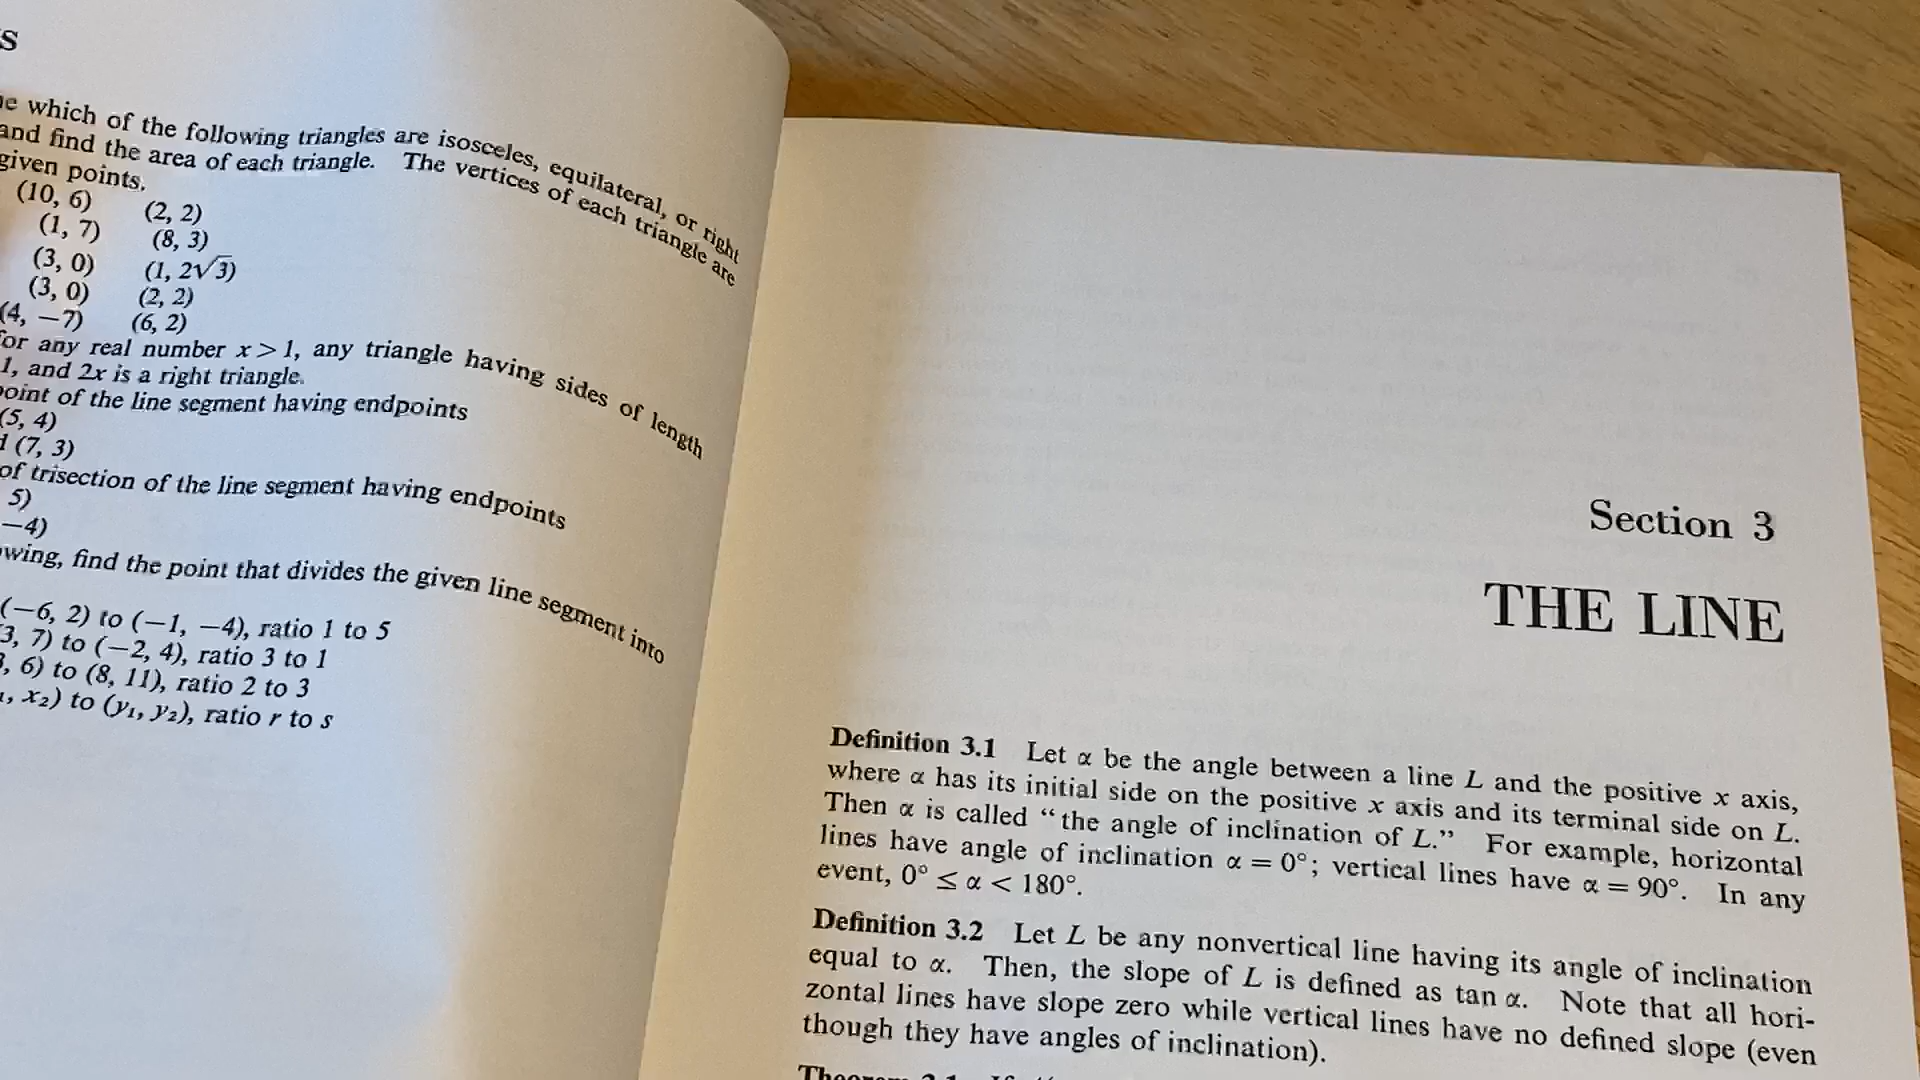 S
which of the following triangles are isosceles, equilateral, or right
and find the area of each triangle. The vertices of each triangle are
given points.
(10, 6) (2, 2)
(1, 7) (8, 3)
(3, 0) (1, 2√3)
(3, 0) (2, 2)
(4, −7) (6, 2)
for any real number x > 1, any triangle having sides of length
1, and 2x is a right triangle.
point of the line segment having endpoints
(5, 4)
(7, 3)
of trisection of the line segment having endpoints
5)
−4)
wing, find the point that divides the given line segment into
(−6, 2) to (−1, −4), ratio 1 to 5
3, 7) to (−2, 4), ratio 3 to 1
, 6) to (8, 11), ratio 2 to 3
, x₂) to (y₁, y₂), ratio r to s
Section 3
THE LINE
Definition 3.1 Let α be the angle between a line L and the positive x axis,
where α has its initial side on the positive x axis and its terminal side on L.
Then α is called “the angle of inclination of L.” For example, horizontal
lines have angle of inclination α = 0°; vertical lines have α = 90°. In any
event, 0° ≤ α < 180°.
Definition 3.2 Let L be any nonvertical line having its angle of inclination
equal to α. Then, the slope of L is defined as tan α. Note that all hori-
zontal lines have slope zero while vertical lines have no defined slope (even
though they have angles of inclination).